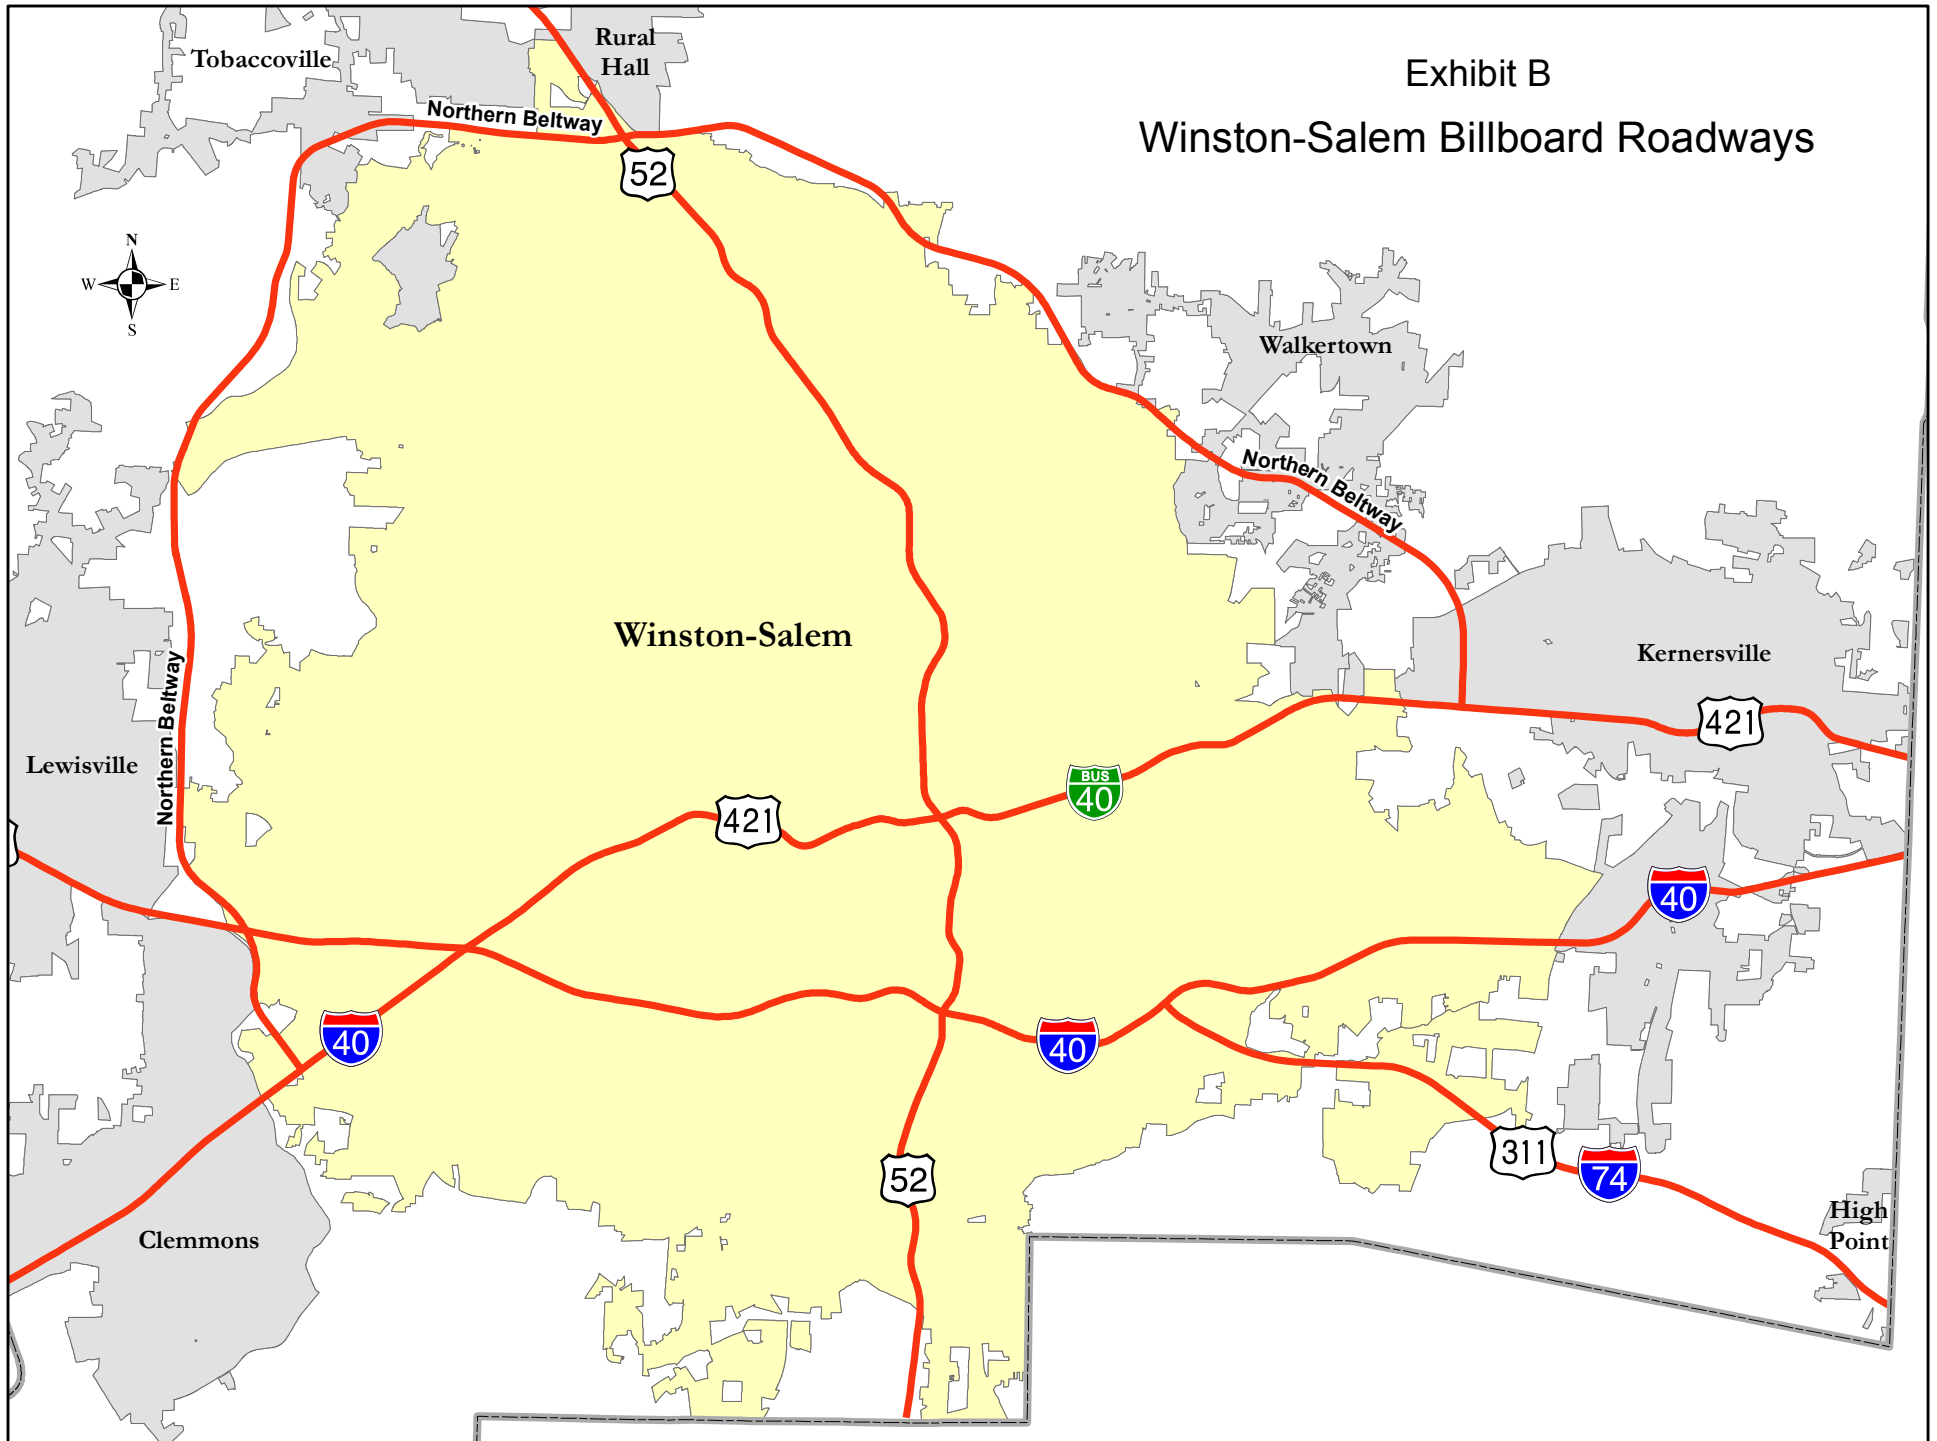 Exhibit B
Winston-Salem Billboard Roadways
Tobaccoville
Rural
Hall
Northern Beltway
52
N
W E
S
Walkertown
Northern Beltway
Winston-Salem
Kernersville
421
Northern Beltway
Lewisville
BUS
40
421
40
40
40
52
311
74
High
Point
Clemmons